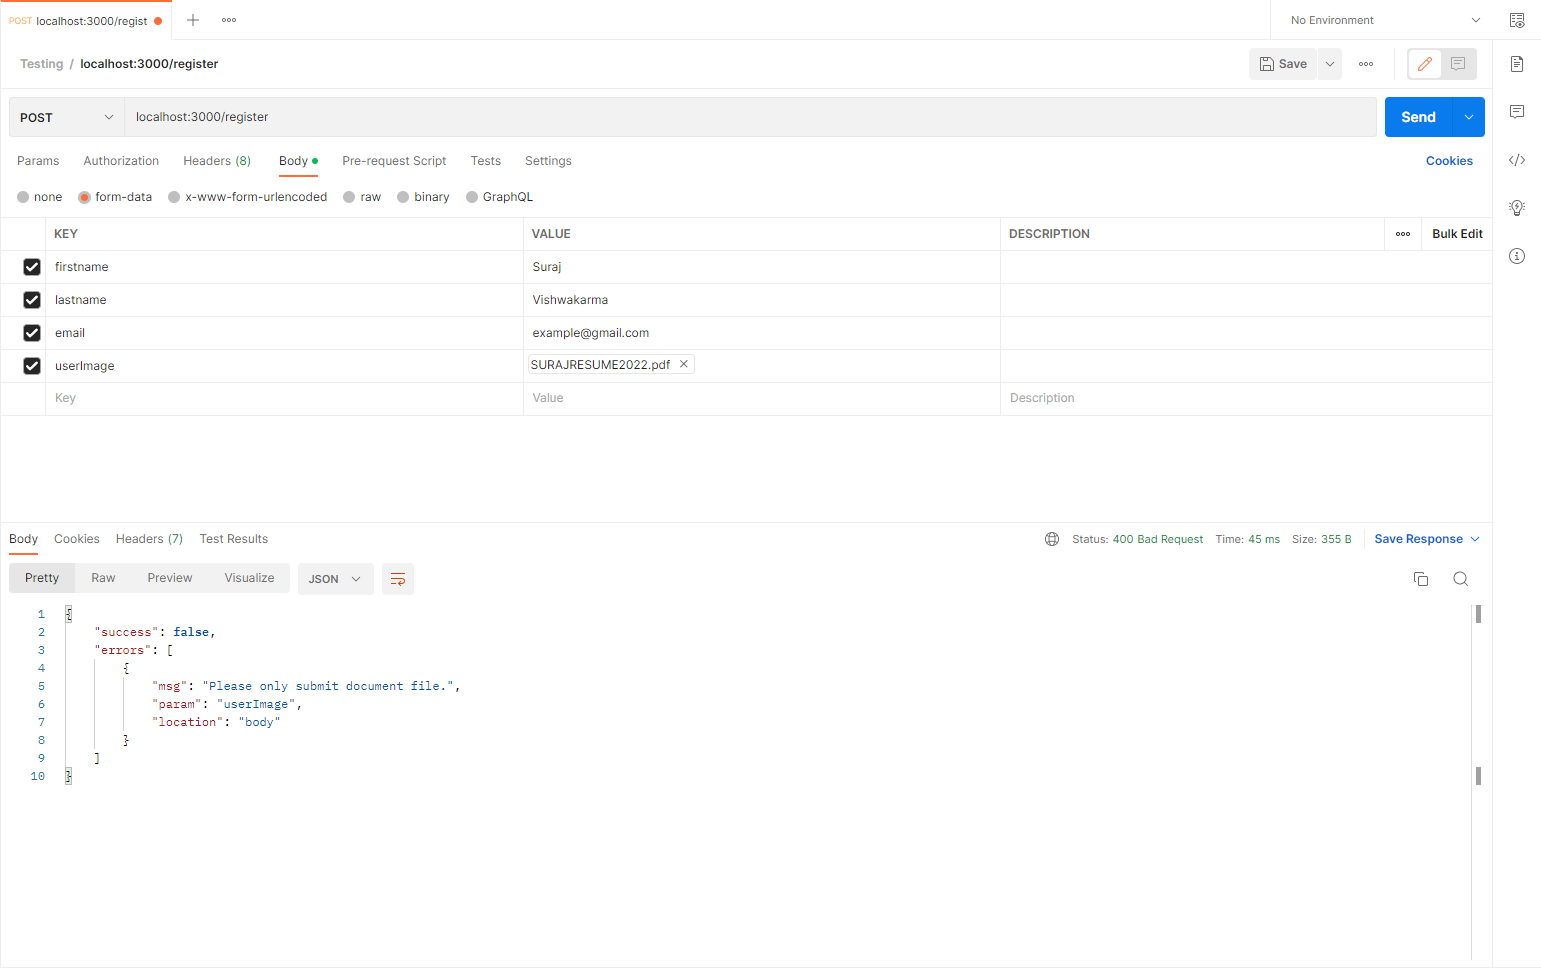 POST localhost:3000/regist
No Environment
Testing / localhost:3000/register
Save
POST localhost:3000/register Send
Params Authorization Headers (8) Body Pre-request Script Tests Settings Cookies
none form-data x-www-form-urlencoded raw binary GraphQL
KEY VALUE DESCRIPTION Bulk Edit
firstname Suraj
lastname Vishwakarma
email example@gmail.com
userImage SURAJRESUME2022.pdf
Key Value Description
Body Cookies Headers (7) Test Results Status: 400 Bad Request Time: 45 ms Size: 355 B Save Response
Pretty Raw Preview Visualize JSON
1 {
2 "success": false,
3 "errors": [
4 {
5 "msg": "Please only submit document file.",
6 "param": "userImage",
7 "location": "body"
8 }
9 ]
10 }